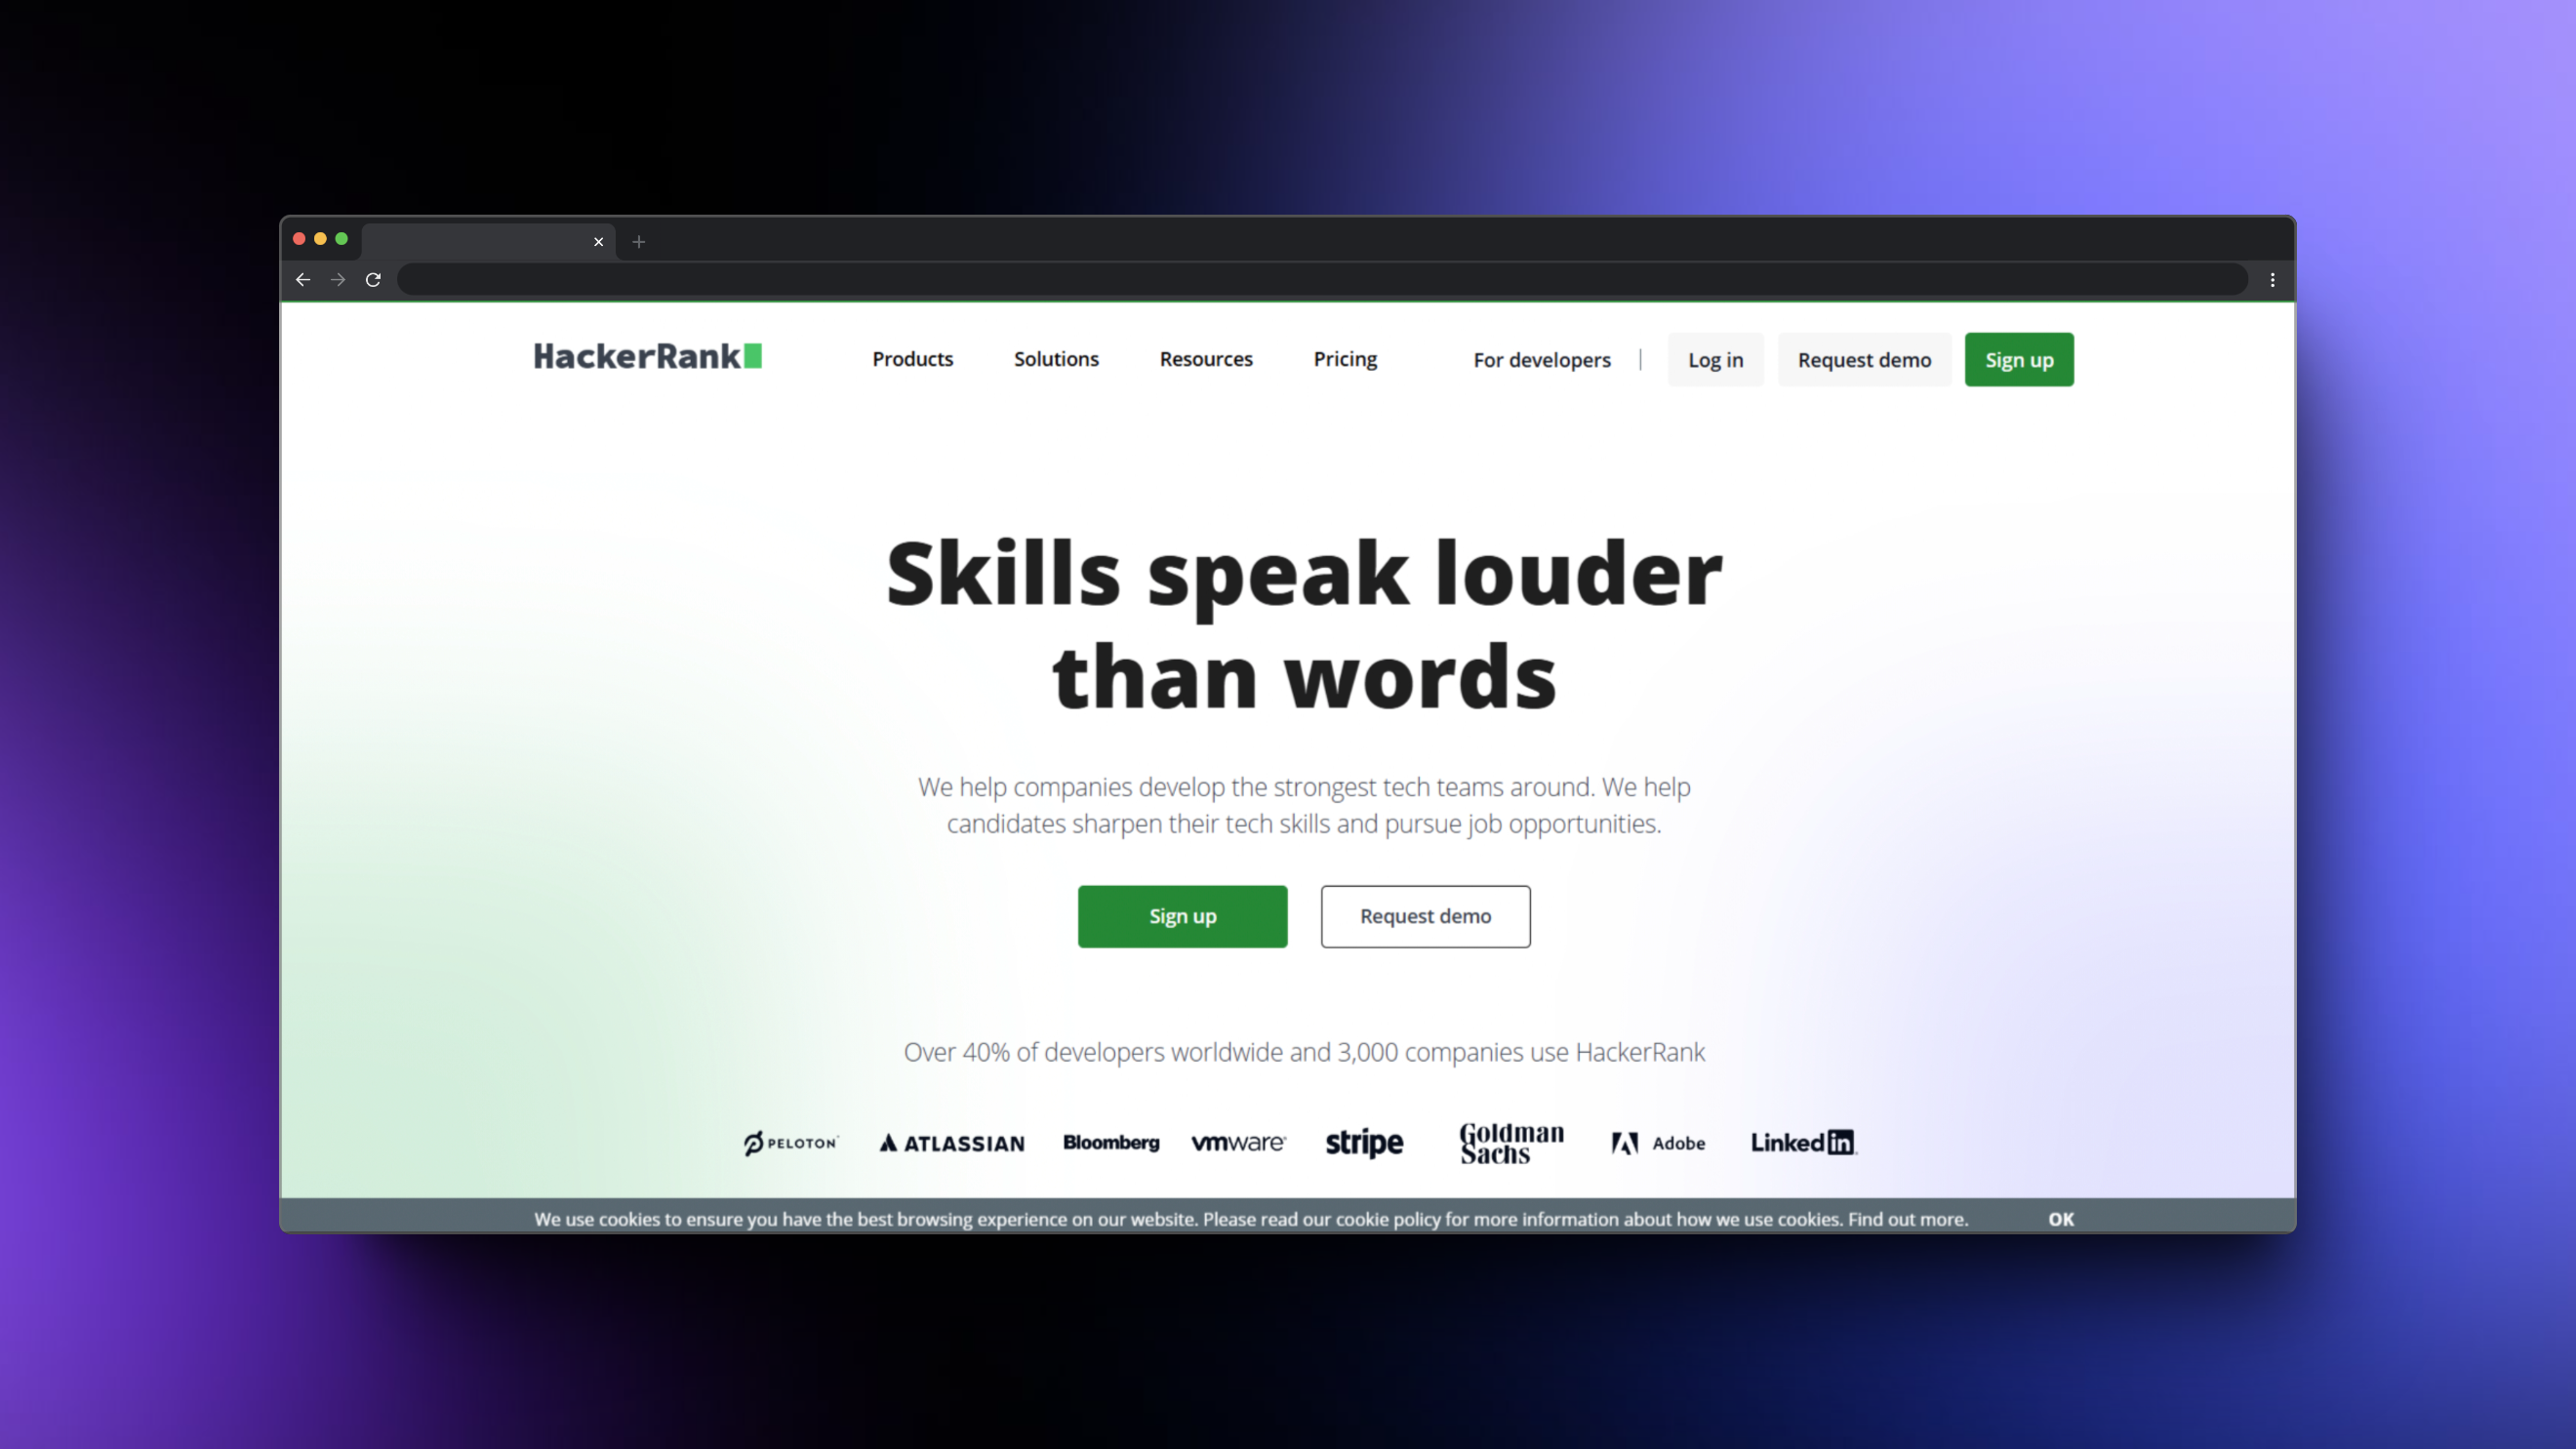 HackerRank
Products Solutions Resources Pricing For developers Log in Request demo Sign up
Skills speak louder
than words
We help companies develop the strongest tech teams around. We help
candidates sharpen their tech skills and pursue job opportunities.
Sign up Request demo
Over 40% of developers worldwide and 3,000 companies use HackerRank
PELOTON ATLASSIAN Bloomberg vmware stripe Goldman Sachs Adobe LinkedIn
We use cookies to ensure you have the best browsing experience on our website. Please read our cookie policy for more information about how we use cookies. Find out more. OK